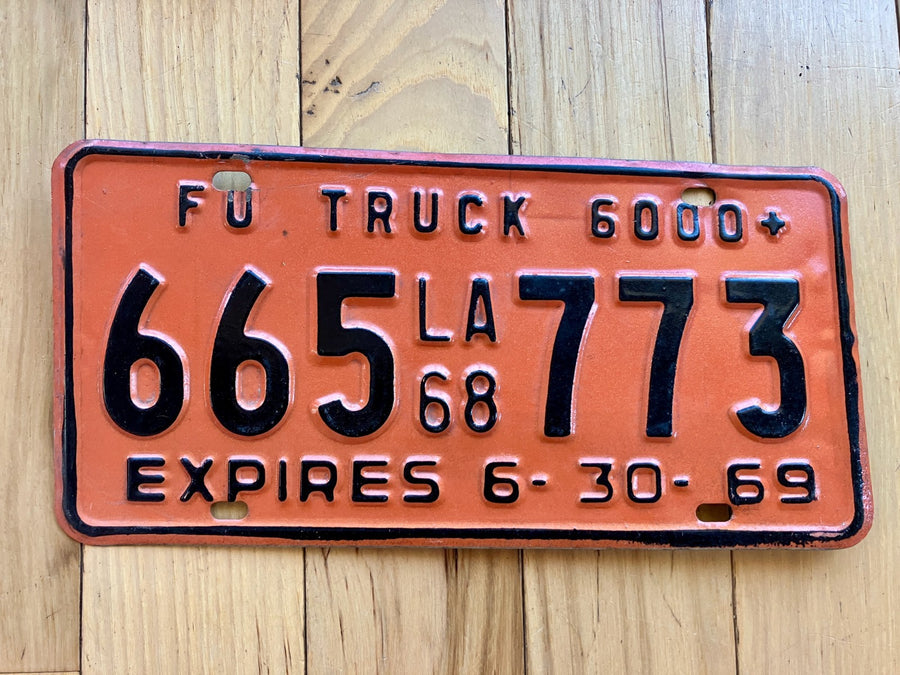 FU TRUCK 6000+
665 LA 68 773
EXPIRES 6-30-69